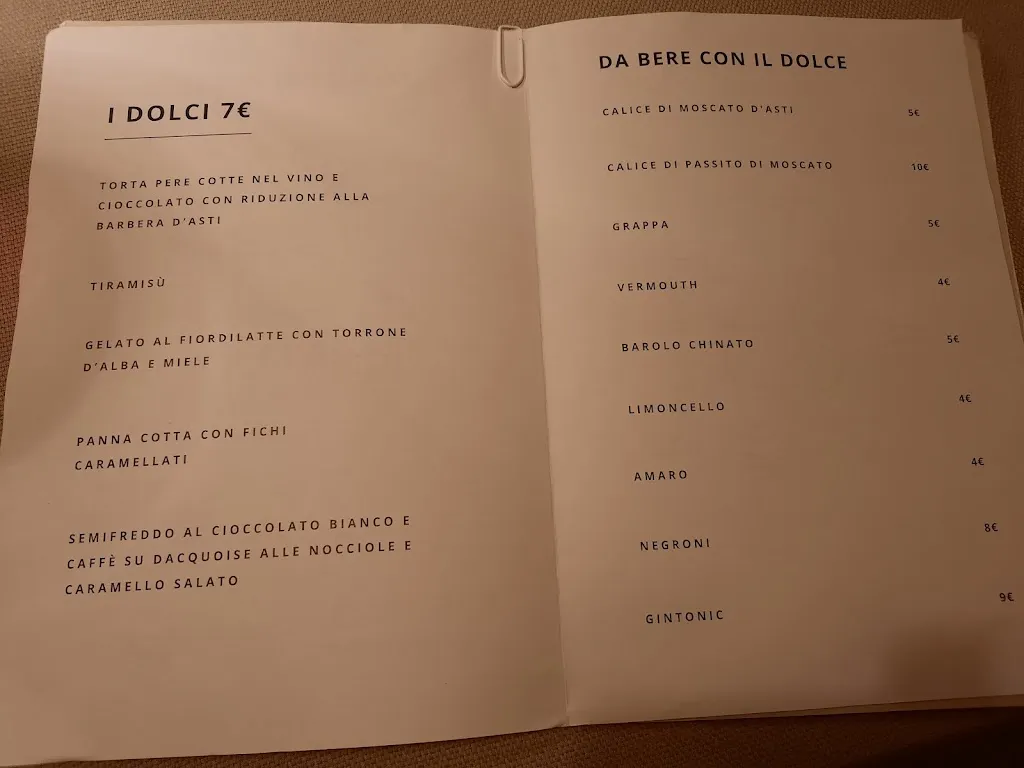 I DOLCI 7€
TORTA PERE COTTE NEL VINO E
CIOCCOLATO CON RIDUZIONE ALLA
BARBERA D'ASTI
TIRAMISÙ
GELATO AL FIORDILATTE CON TORRONE
D'ALBA E MIELE
PANNA COTTA CON FICHI
CARAMELLATI
SEMIFREDDO AL CIOCCOLATO BIANCO E
CAFFÈ SU DACQUOISE ALLE NOCCIOLE E
CARAMELLO SALATO
DA BERE CON IL DOLCE
CALICE DI MOSCATO D'ASTI 5€
CALICE DI PASSITO DI MOSCATO 10€
GRAPPA 5€
VERMOUTH 4€
BAROLO CHINATO 5€
LIMONCELLO 4€
AMARO 4€
NEGRONI 8€
GINTONIC 9€